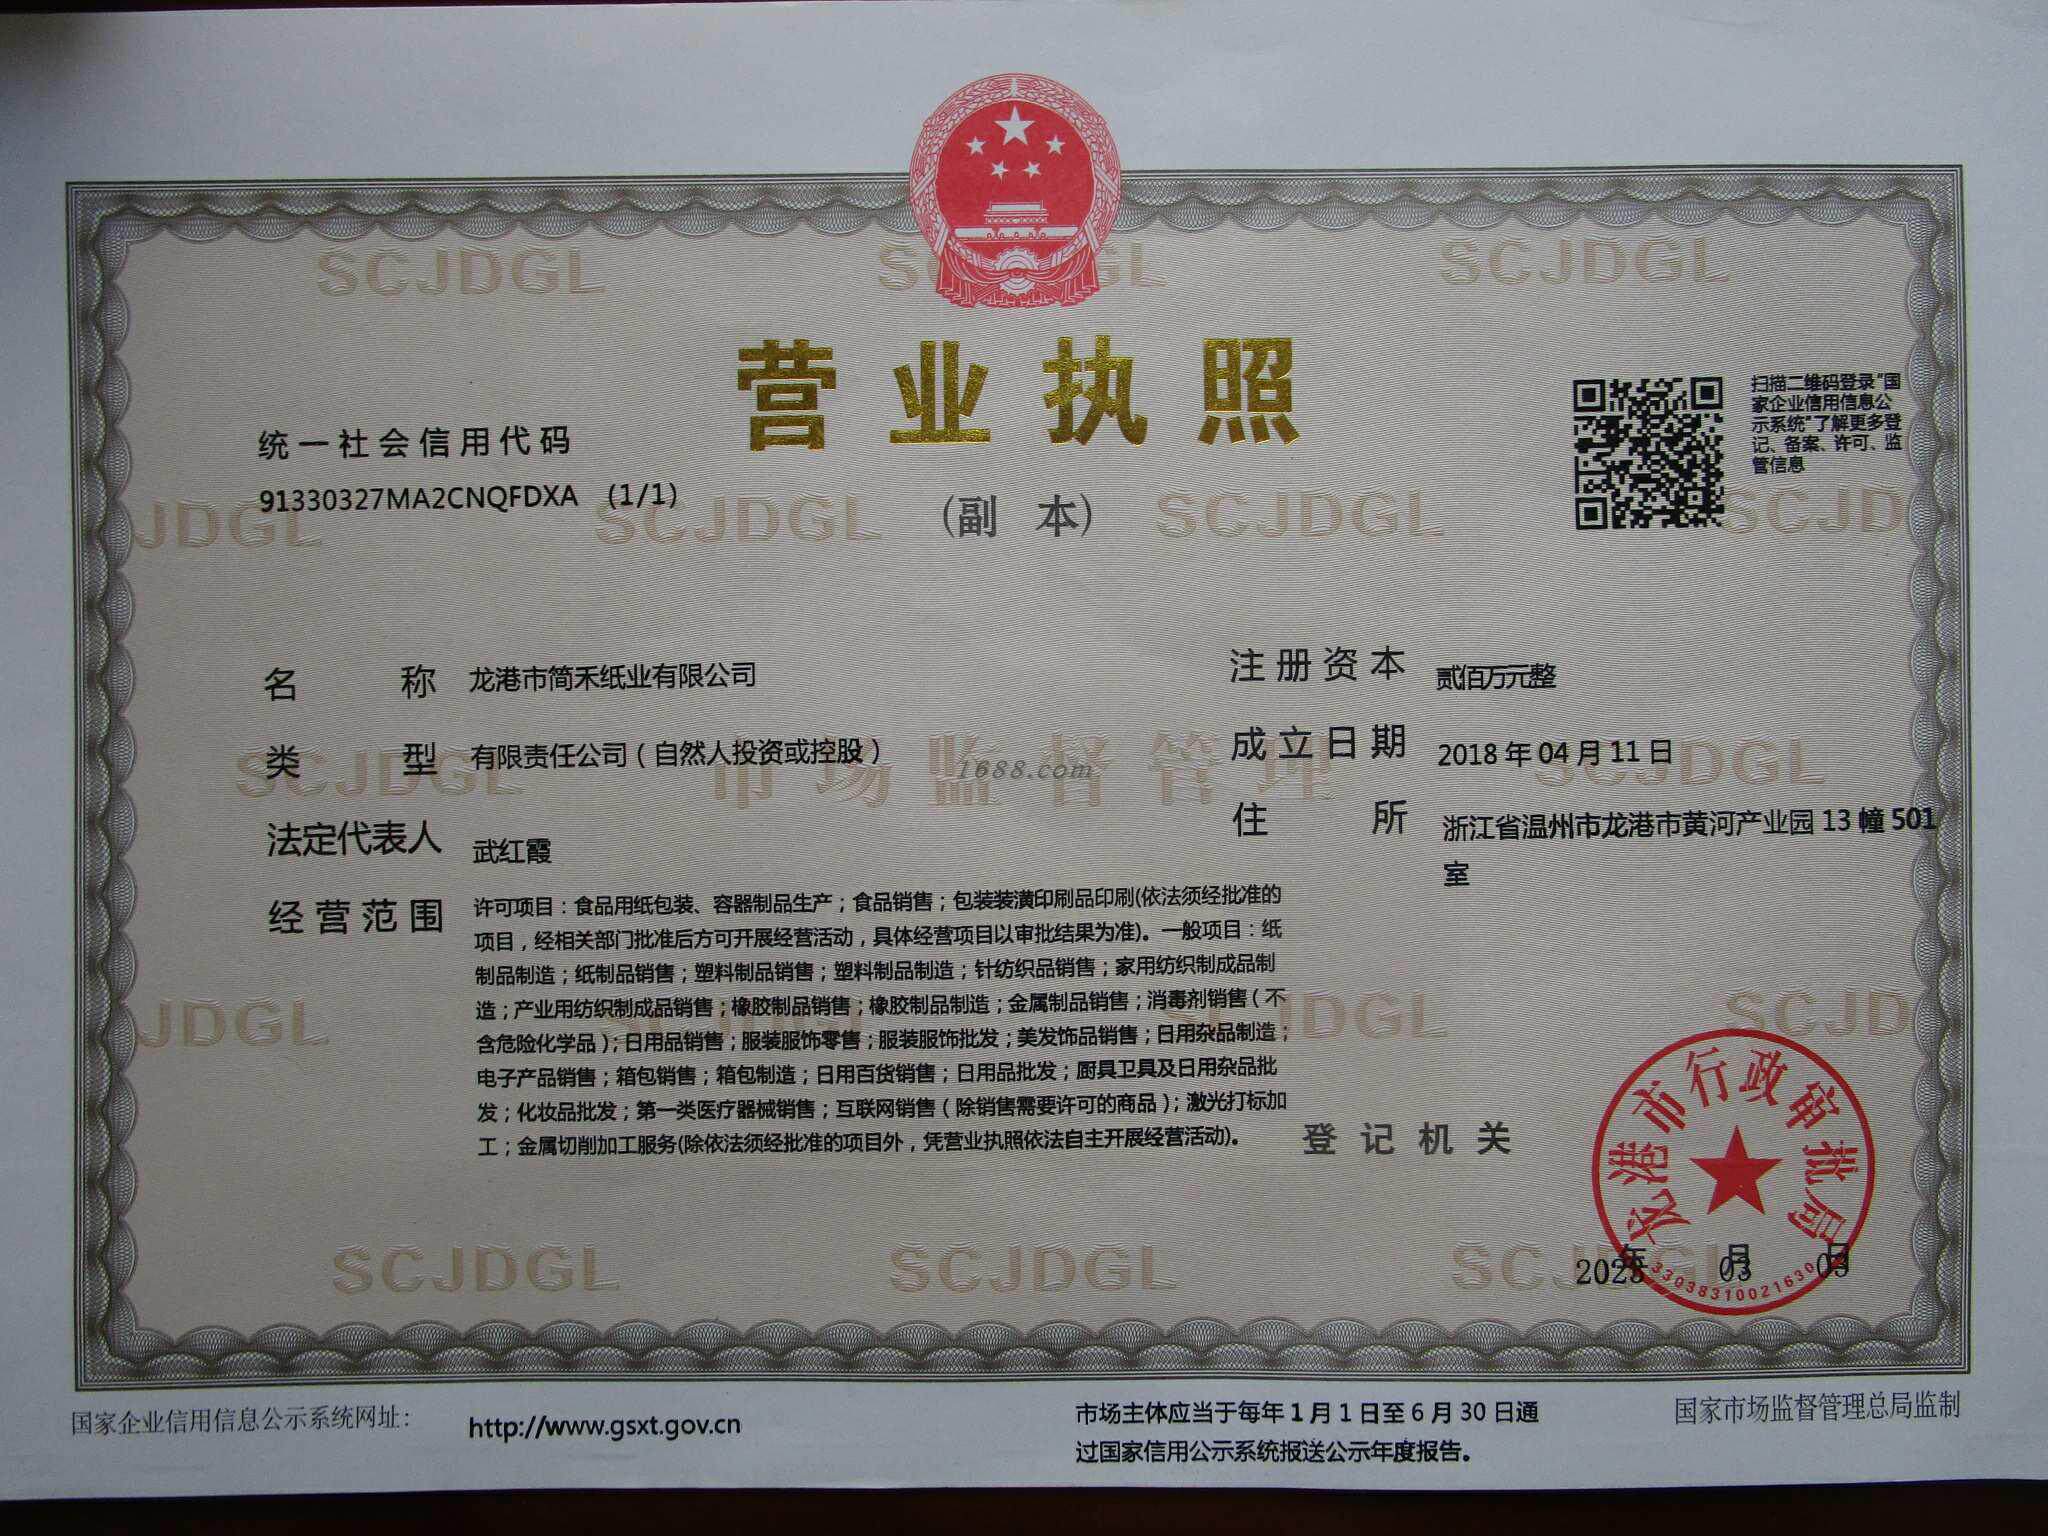 SCJDGL
SCJDGL
营业执照
统一社会信用代码
91330327MA2CNQFDXA (1/1)
(副 本)
扫描二维码登录"国
家企业信用信息公
示系统"了解更多登
记、备案、许可、监
管信息
JDGL SCJDGL SCJDGL SCJD
名 称 龙港市简禾纸业有限公司
类 型 有限责任公司（自然人投资或控股）
法定代表人 武红霞
经营范围 许可项目：食品用纸包装、容器制品生产；食品销售；包装装潢印刷品印刷(依法须经批准的
项目，经相关部门批准后方可开展经营活动，具体经营项目以审批结果为准)。一般项目：纸
制品制造；纸制品销售；塑料制品销售；塑料制品制造；针纺织品销售；家用纺织制成品制
造；产业用纺织制成品销售；橡胶制品销售；橡胶制品制造；金属制品销售；消毒剂销售（不
含危险化学品）；日用品销售；服装服饰零售；服装服饰批发；美发饰品销售；日用杂品制造；
电子产品销售；箱包销售；箱包制造；日用百货销售；日用品批发；厨具卫具及日用杂品批
发；化妆品批发；第一类医疗器械销售；互联网销售（除销售需要许可的商品）；激光打标加
工；金属切削加工服务(除依法须经批准的项目外，凭营业执照依法自主开展经营活动)。
注册资本 贰佰万元整
成立日期 2018年04月11日
住 所 浙江省温州市龙港市黄河产业园13幢501
室
SCJDGL 市场监督管理 SCJDGL
1688.com
JDGL SCJD
登记机关
龙港市行政审批局
年 月 日
03 03
33038310021630
SCJDGL SCJDGL SCJDGL
国家企业信用信息公示系统网址：
http://www.gsxt.gov.cn
市场主体应当于每年1月1日至6月30日通
过国家信用公示系统报送公示年度报告。
国家市场监督管理总局监制